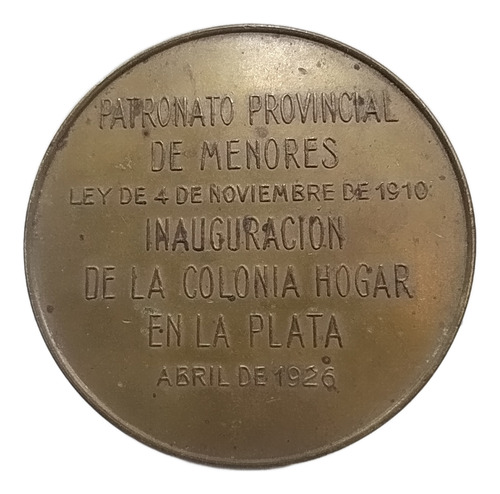 PATRONATO PROVINCIAL
DE MENORES
LEY DE 4 DE NOVIEMBRE DE 1910
INAUGURACION
DE LA COLONIA HOGAR
EN LA PLATA
ABRIL DE 1926